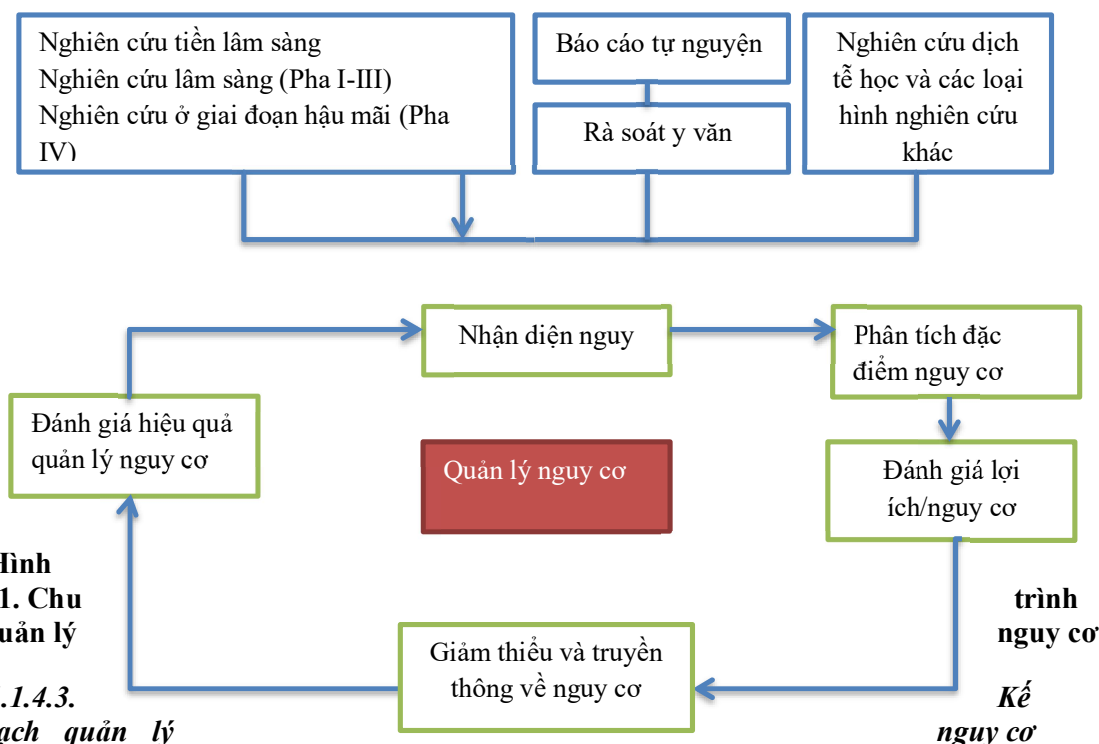 Nghiên cứu tiền lâm sàng
Nghiên cứu lâm sàng (Pha I-III)
Nghiên cứu ở giai đoạn hậu mãi (Pha
IV)
Báo cáo tự nguyện
Rà soát y văn
Nghiên cứu dịch
tễ học và các loại
hình nghiên cứu
khác
Nhận diện nguy
Phân tích đặc
điểm nguy cơ
Đánh giá hiệu quả
quản lý nguy cơ
Quản lý nguy cơ
Đánh giá lợi
ích/nguy cơ
Giảm thiểu và truyền
thông về nguy cơ
Hình
1. Chu trình
uản lý nguy cơ
.1.4.3. Kế
ạch quản lý nguy cơ